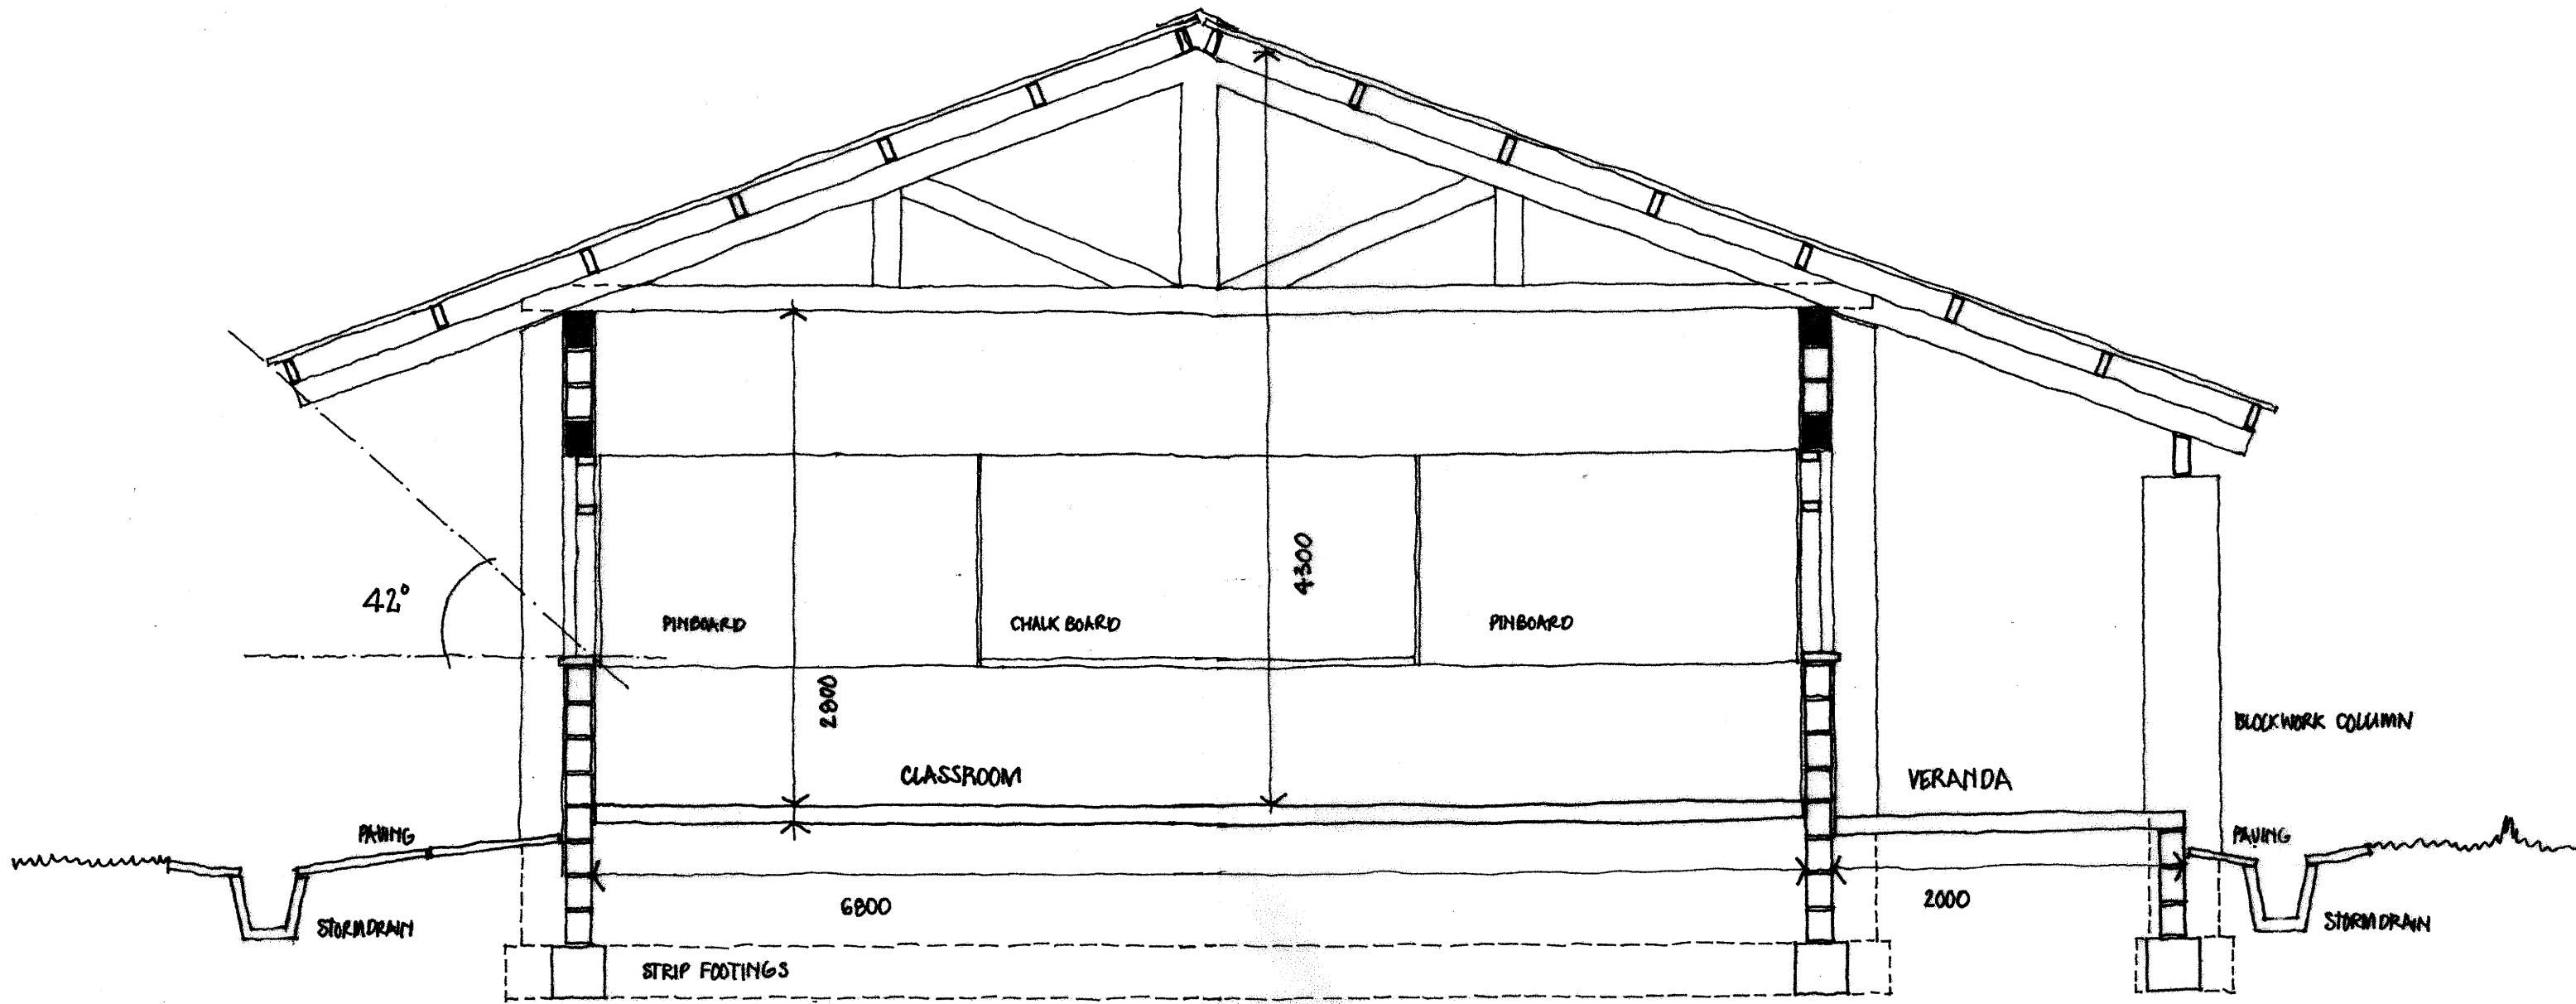 4300
42°
PINBOARD
CHALK BOARD
PINBOARD
2800
BLOCKWORK COLUMN
CLASSROOM
VERANDA
PAVING
PAVING
6800
2000
STORMDRAIN
STORMDRAIN
STRIP FOOTINGS